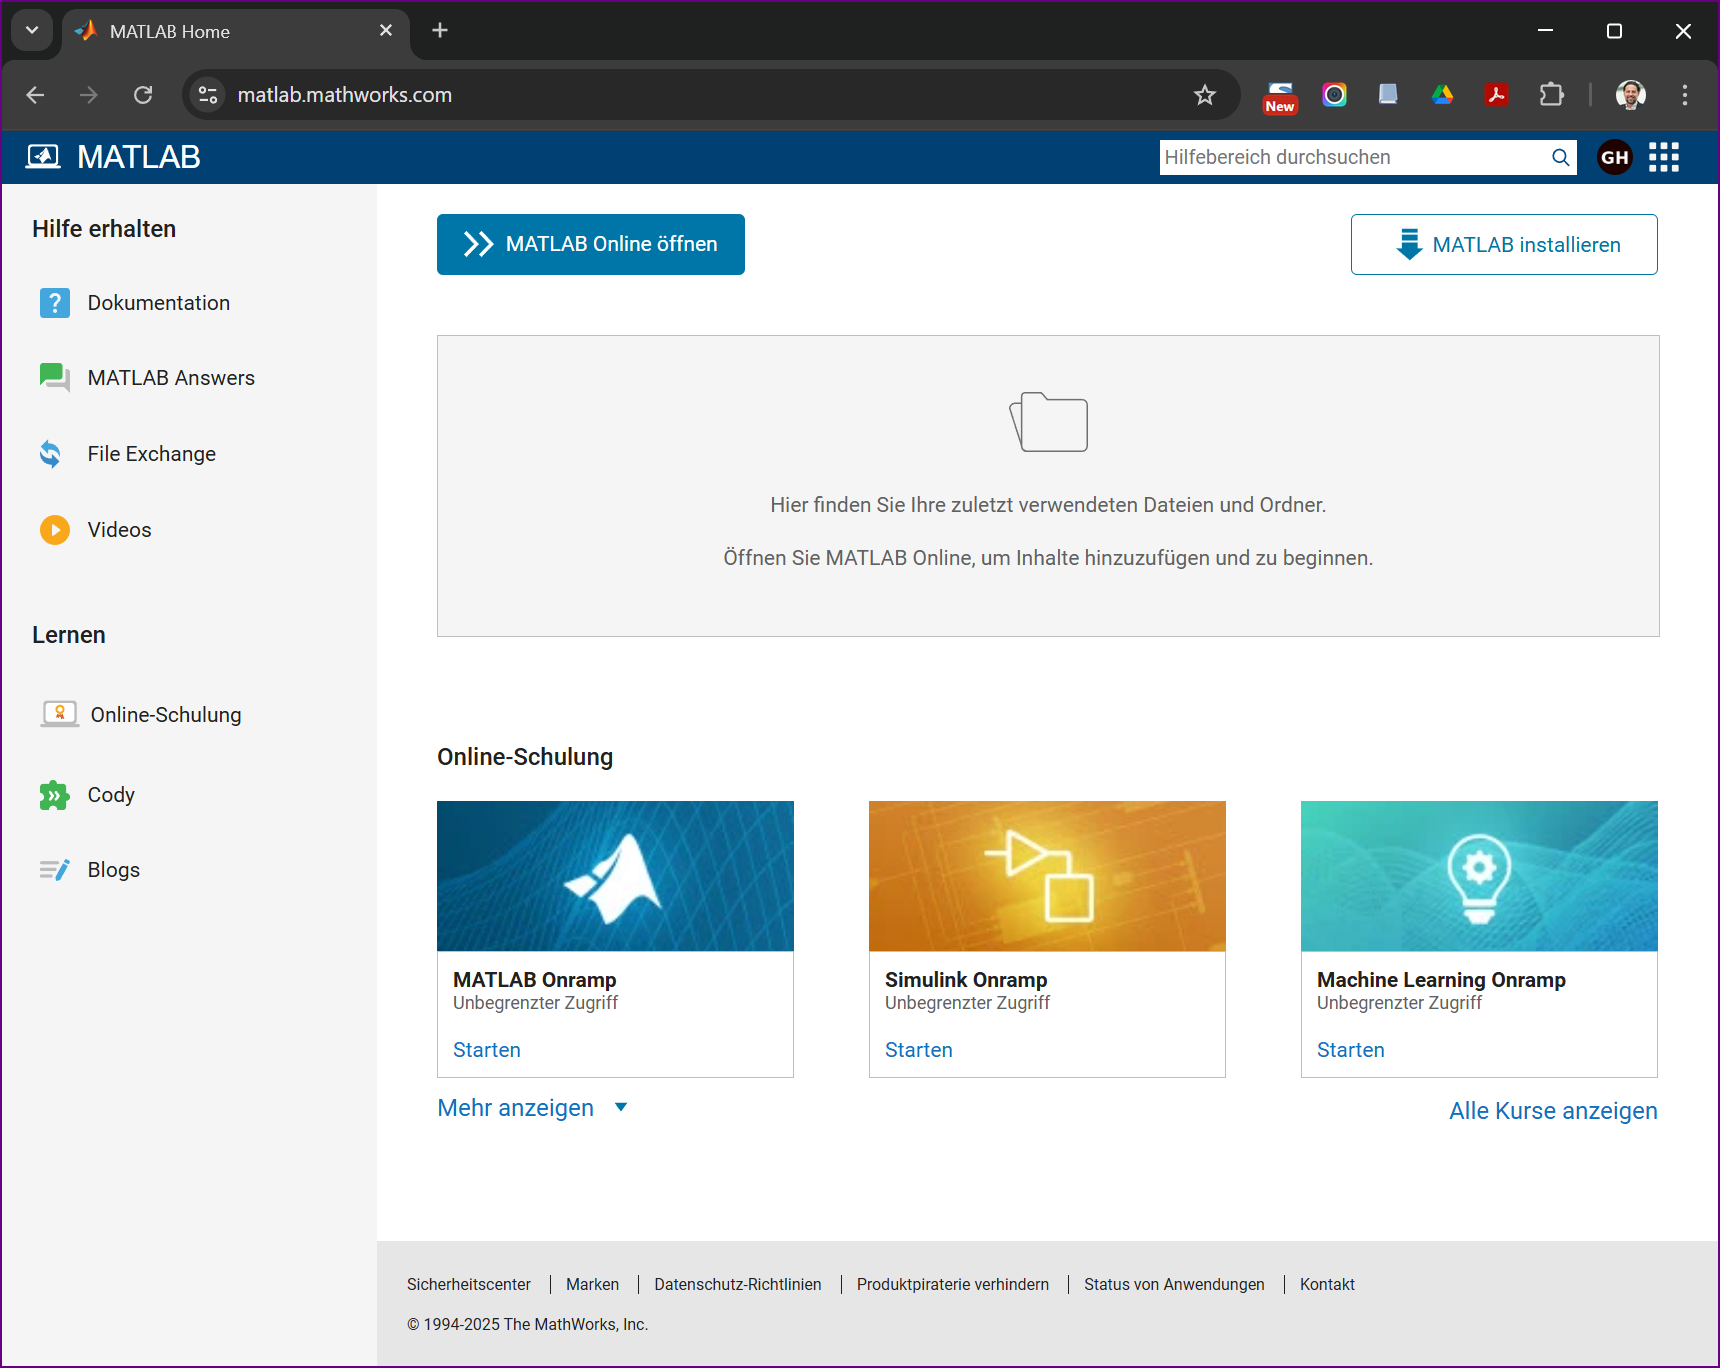 MATLAB Home
matlab.mathworks.com
New
MATLAB
Hilfebereich durchsuchen
GH
Hilfe erhalten
Dokumentation
MATLAB Answers
File Exchange
Videos
Lernen
Online-Schulung
Cody
Blogs
MATLAB Online öffnen
MATLAB installieren
Hier finden Sie Ihre zuletzt verwendeten Dateien und Ordner.
Öffnen Sie MATLAB Online, um Inhalte hinzuzufügen und zu beginnen.
Online-Schulung
MATLAB Onramp
Unbegrenzter Zugriff
Starten
Simulink Onramp
Unbegrenzter Zugriff
Starten
Machine Learning Onramp
Unbegrenzter Zugriff
Starten
Mehr anzeigen
Alle Kurse anzeigen
Sicherheitscenter | Marken | Datenschutz-Richtlinien | Produktpiraterie verhindern | Status von Anwendungen | Kontakt
© 1994-2025 The MathWorks, Inc.